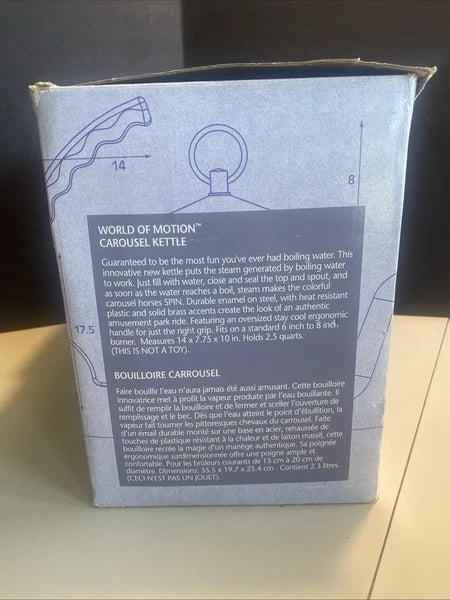 14
8
17.5
WORLD OF MOTION™
CAROUSEL KETTLE
Guaranteed to be the most fun you've ever had boiling water. This
innovative new kettle puts the steam generated by boiling water
to work. Just fill with water, close and seal the top and spout, and
as soon as the water reaches a boil, steam makes the colorful
carousel horses SPIN. Durable enamel on steel, with heat resistant
plastic and solid brass accents create the look of an authentic
amusement park ride. Featuring an oversized stay cool ergonomic
handle for just the right grip. Fits on a standard 6 inch to 8 inch
burner. Measures 14 x 7.75 x 10 in. Holds 2.5 quarts.
(THIS IS NOT A TOY).
BOUILLOIRE CARROUSEL
Faire bouillir l'eau n'aura jamais été aussi amusant. Cette bouilloire
innovatrice met à profit la vapeur produite par l'eau bouillante. Il
suffit de remplir la bouilloire et de fermer et sceller l'ouverture de
remplissage et le bec. Dès que l'eau atteint le point d'ébullition, la
vapeur fait tourner les pittoresques chevaux du carrousel. Faite
d'un émail durable monté sur une base en acier, rehaussée de
touches de plastique résistant à la chaleur et de laiton massif, cette
bouilloire recrée la magie d'un manège authentique. Sa poignée
ergonomique surdimensionnée offre une poigne ample et
confortable. Pour les brûleurs courants de 15 cm à 20 cm de
diamètre. Dimensions: 35.5 x 19.7 x 25.4 cm . Contient 2.3 litres.
(CECI N'EST PAS UN JOUET).